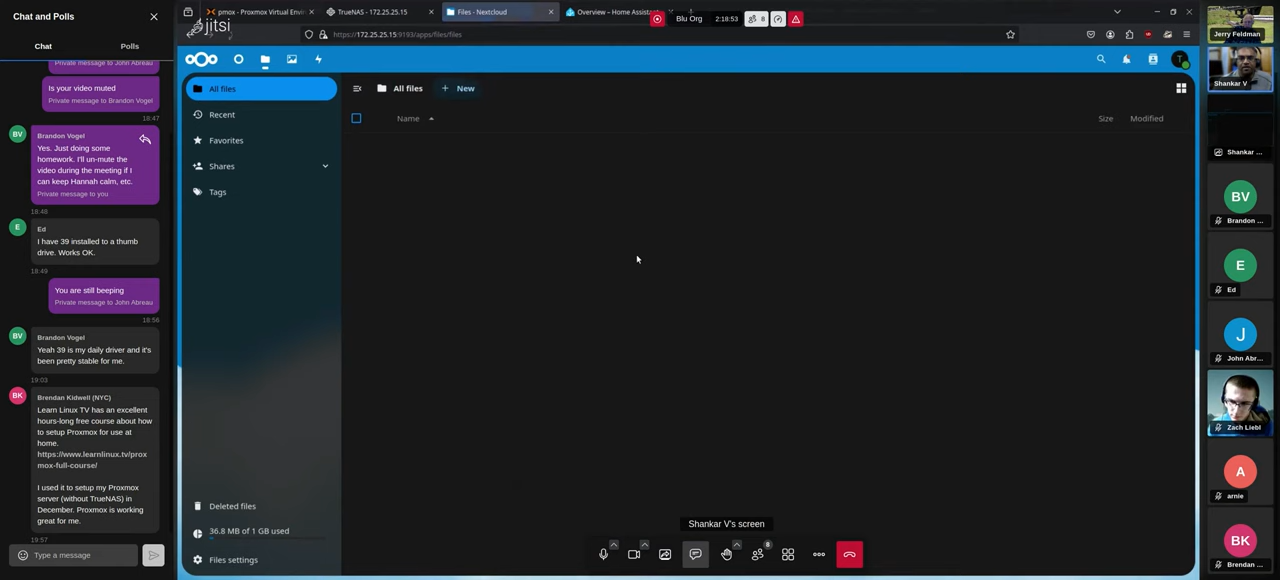 Chat and Polls
Chat
Polls
Private message to John Abreau
Is your video muted
Private message to Brandon Vogel
18:47
BV
Brandon Vogel
Yes. Just doing some
homework. I'll un-mute the
video during the meeting if I
can keep Hannah calm, etc.
Private message to you
18:48
E
Ed
I have 39 installed to a thumb
drive. Works OK.
18:49
You are still beeping
Private message to John Abreau
18:56
BV
Brandon Vogel
Yeah 39 is my daily driver and it's
been pretty stable for me.
19:03
BK
Brendan Kidwell (NYC)
Learn Linux TV has an excellent
hours-long free course about how
to setup Proxmox for use at
home.
https://www.learnlinux.tv/prox
mox-full-course/
I used it to setup my Proxmox
server (without TrueNAS) in
December. Proxmox is working
great for me.
19:57
Type a message
pmox - Proxmox Virtual Envir
TrueNAS - 172.25.25.15
Files - Nextcloud
Overview – Home Assistan
jitsi
Blu Org
2:18:53
8
https://172.25.25.15:9193/apps/files/files
T
All files
Recent
Favorites
Shares
Tags
Deleted files
36.8 MB of 1 GB used
Files settings
All files
+ New
Name
Size
Modified
Shankar V's screen
8
Jerry Feldman
Shankar V
Shankar ...
BV
Brandon ...
E
Ed
J
John Abr...
Zach Liebl
A
arnie
BK
Brendan ...